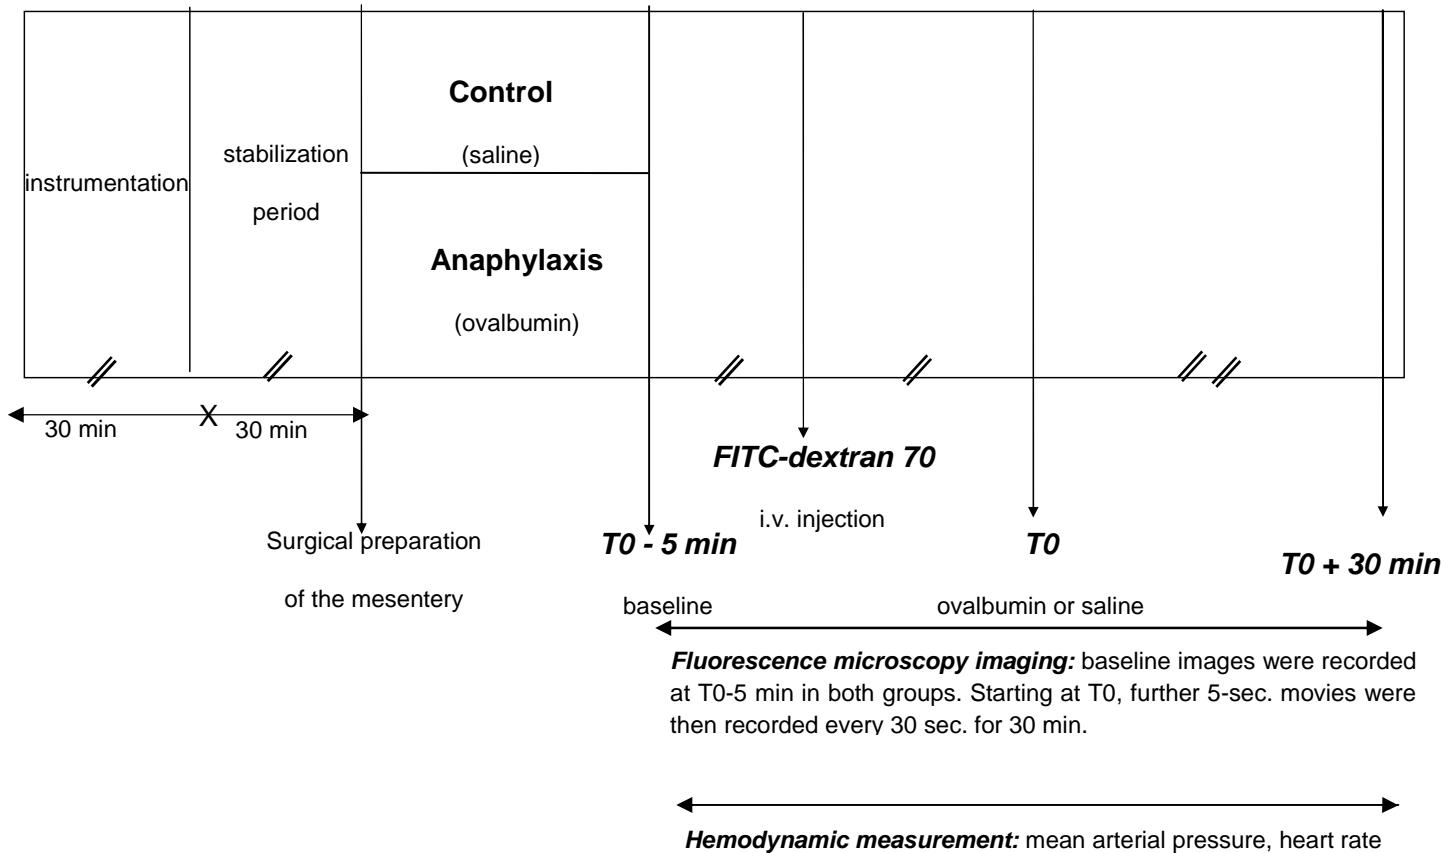 Control
(saline)
instrumentation
stabilization
period
Anaphylaxis
(ovalbumin)
30 min
X
30 min
FITC-dextran 70
i.v. injection
Surgical preparation
of the mesentery
T0 - 5 min
baseline
T0
ovalbumin or saline
T0 + 30 min
Fluorescence microscopy imaging: baseline images were recorded
at T0-5 min in both groups. Starting at T0, further 5-sec. movies were
then recorded every 30 sec. for 30 min.
Hemodynamic measurement: mean arterial pressure, heart rate